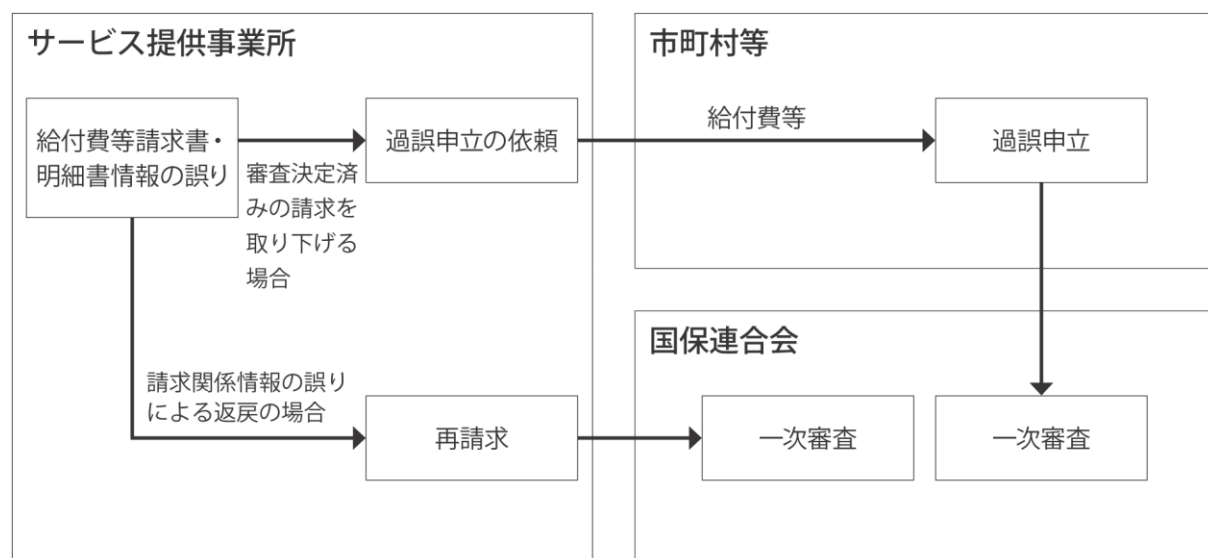 サービス提供事業所
給付費等請求書・
明細書情報の誤り
審査決定済
みの請求を
取り下げる
場合
過誤申立の依頼
請求関係情報の誤り
による返戻の場合
再請求
市町村等
給付費等
過誤申立
国保連合会
一次審査
一次審査